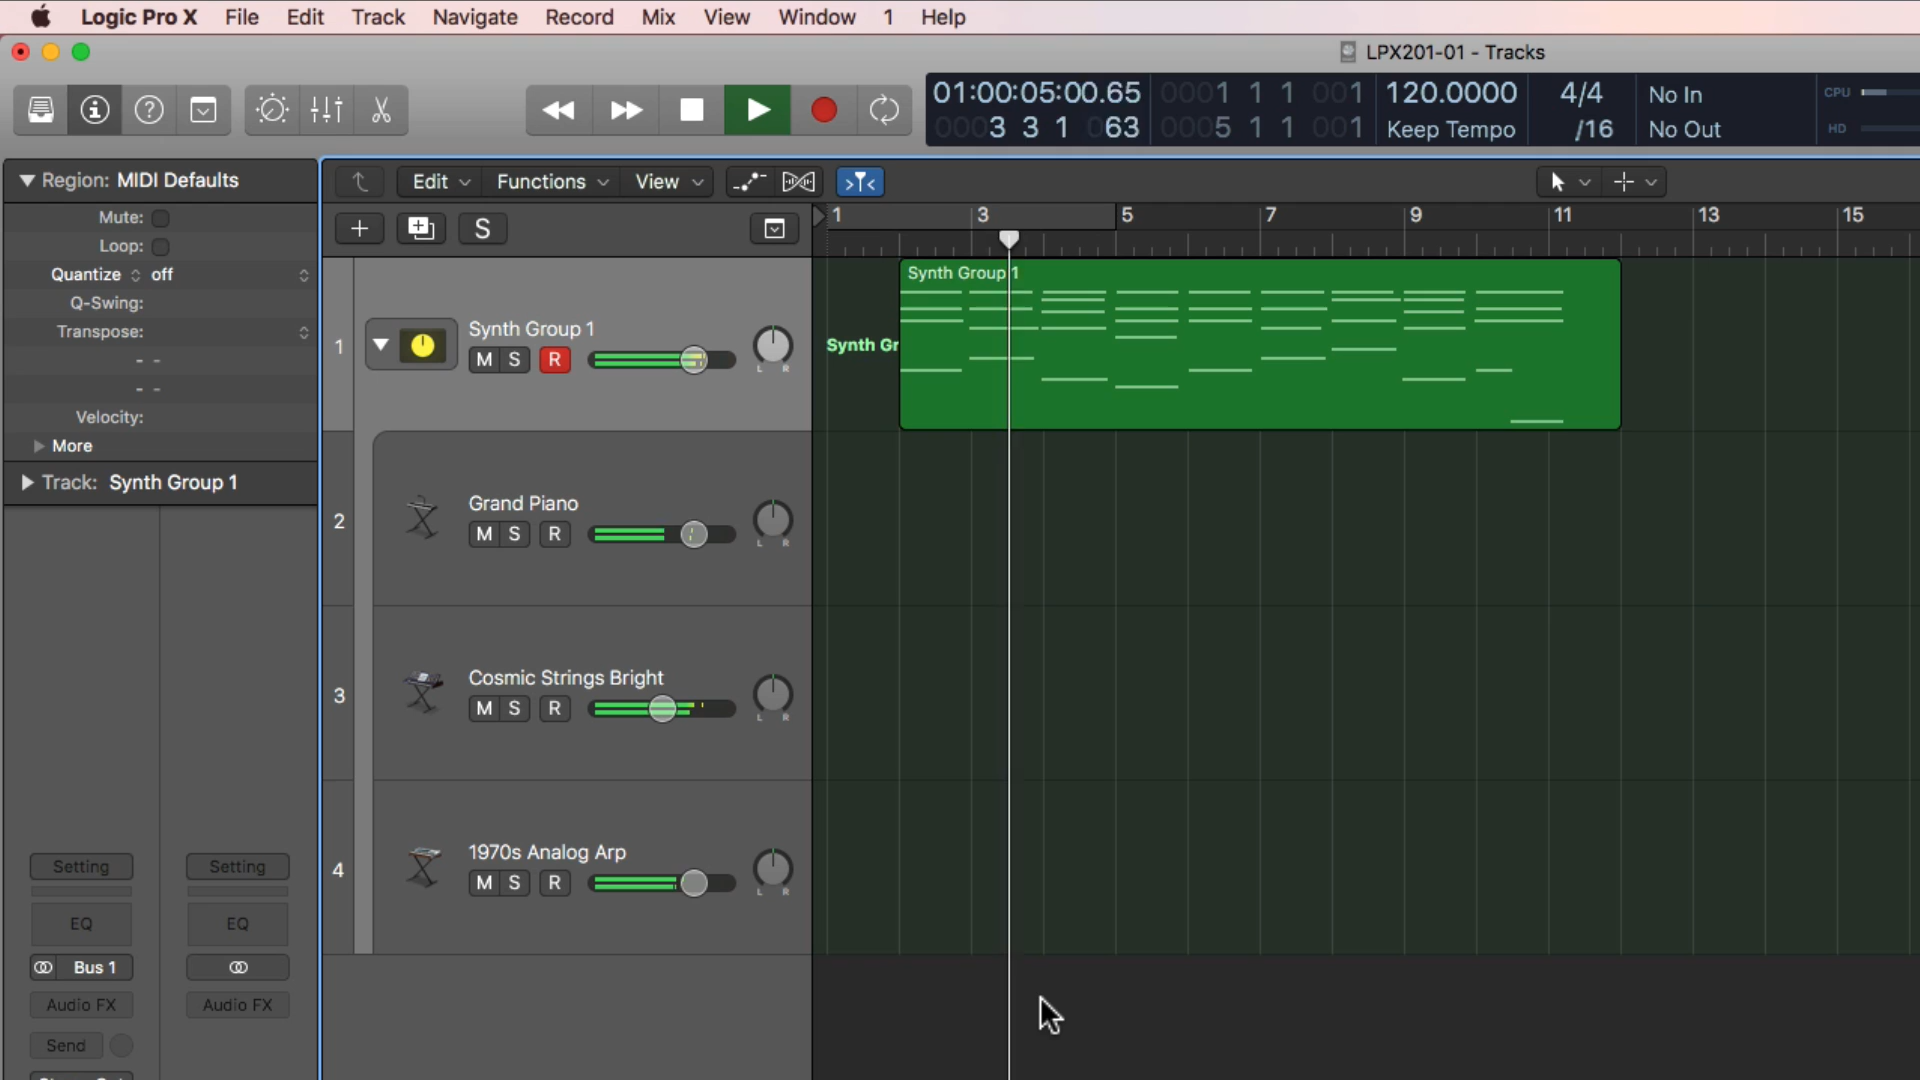 Logic Pro X File Edit Track Navigate Record Mix View Window 1 Help
LPX201-01 - Tracks
01:00:05:00.65 0001 1 1 001 120.0000 4/4 No In CPU
0003 3 1 063 0005 1 1 001 Keep Tempo /16 No Out HD
Region: MIDI Defaults
Edit Functions View
Mute:
Loop:
Quantize off
Q-Swing:
Transpose:
- -
- -
Velocity:
More
Track: Synth Group 1
S
1 3 5 7 9 11 13 15
1 Synth Group 1
M S R
L R
Synth Gr
Synth Group 1
2 Grand Piano
M S R
L R
3 Cosmic Strings Bright
M S R
L R
4 1970s Analog Arp
M S R
L R
Setting Setting
EQ EQ
Bus 1
Audio FX Audio FX
Send